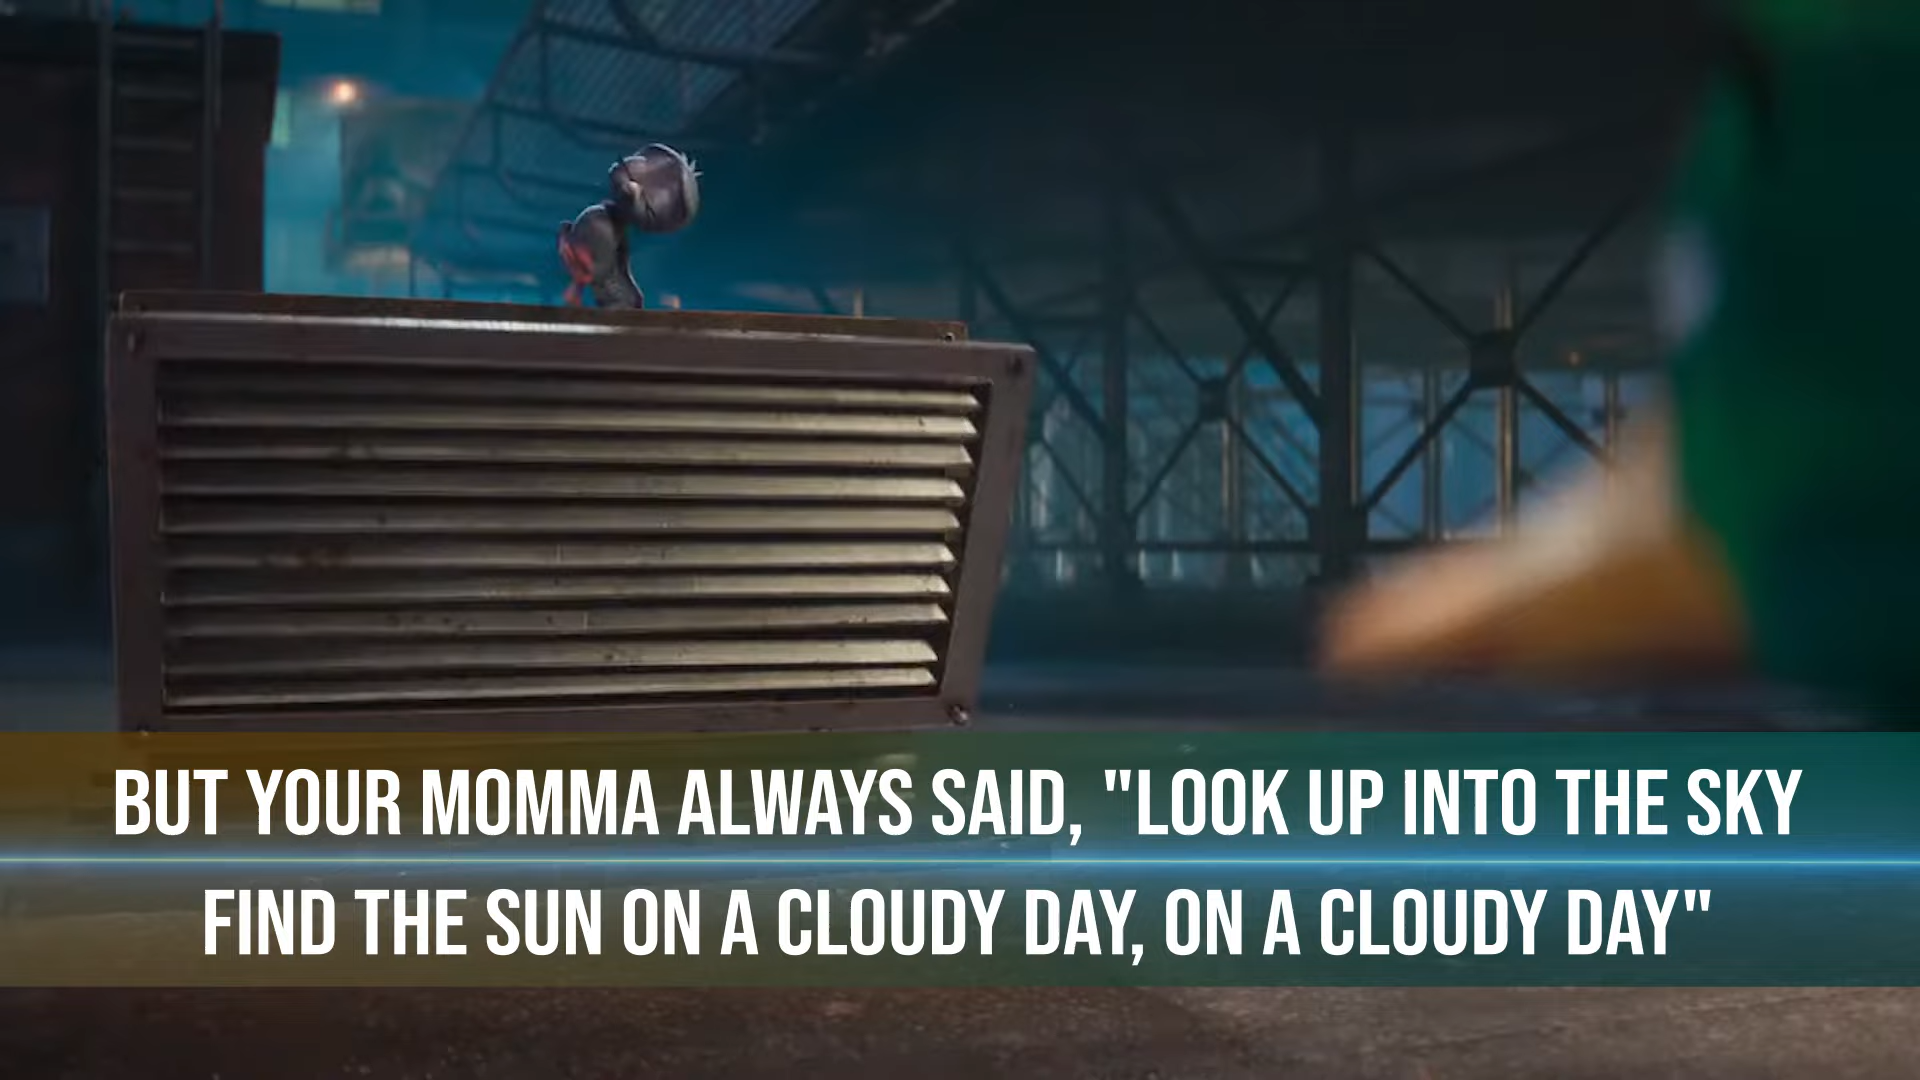 BUT YOUR MOMMA ALWAYS SAID, "LOOK UP INTO THE SKY
FIND THE SUN ON A CLOUDY DAY, ON A CLOUDY DAY"